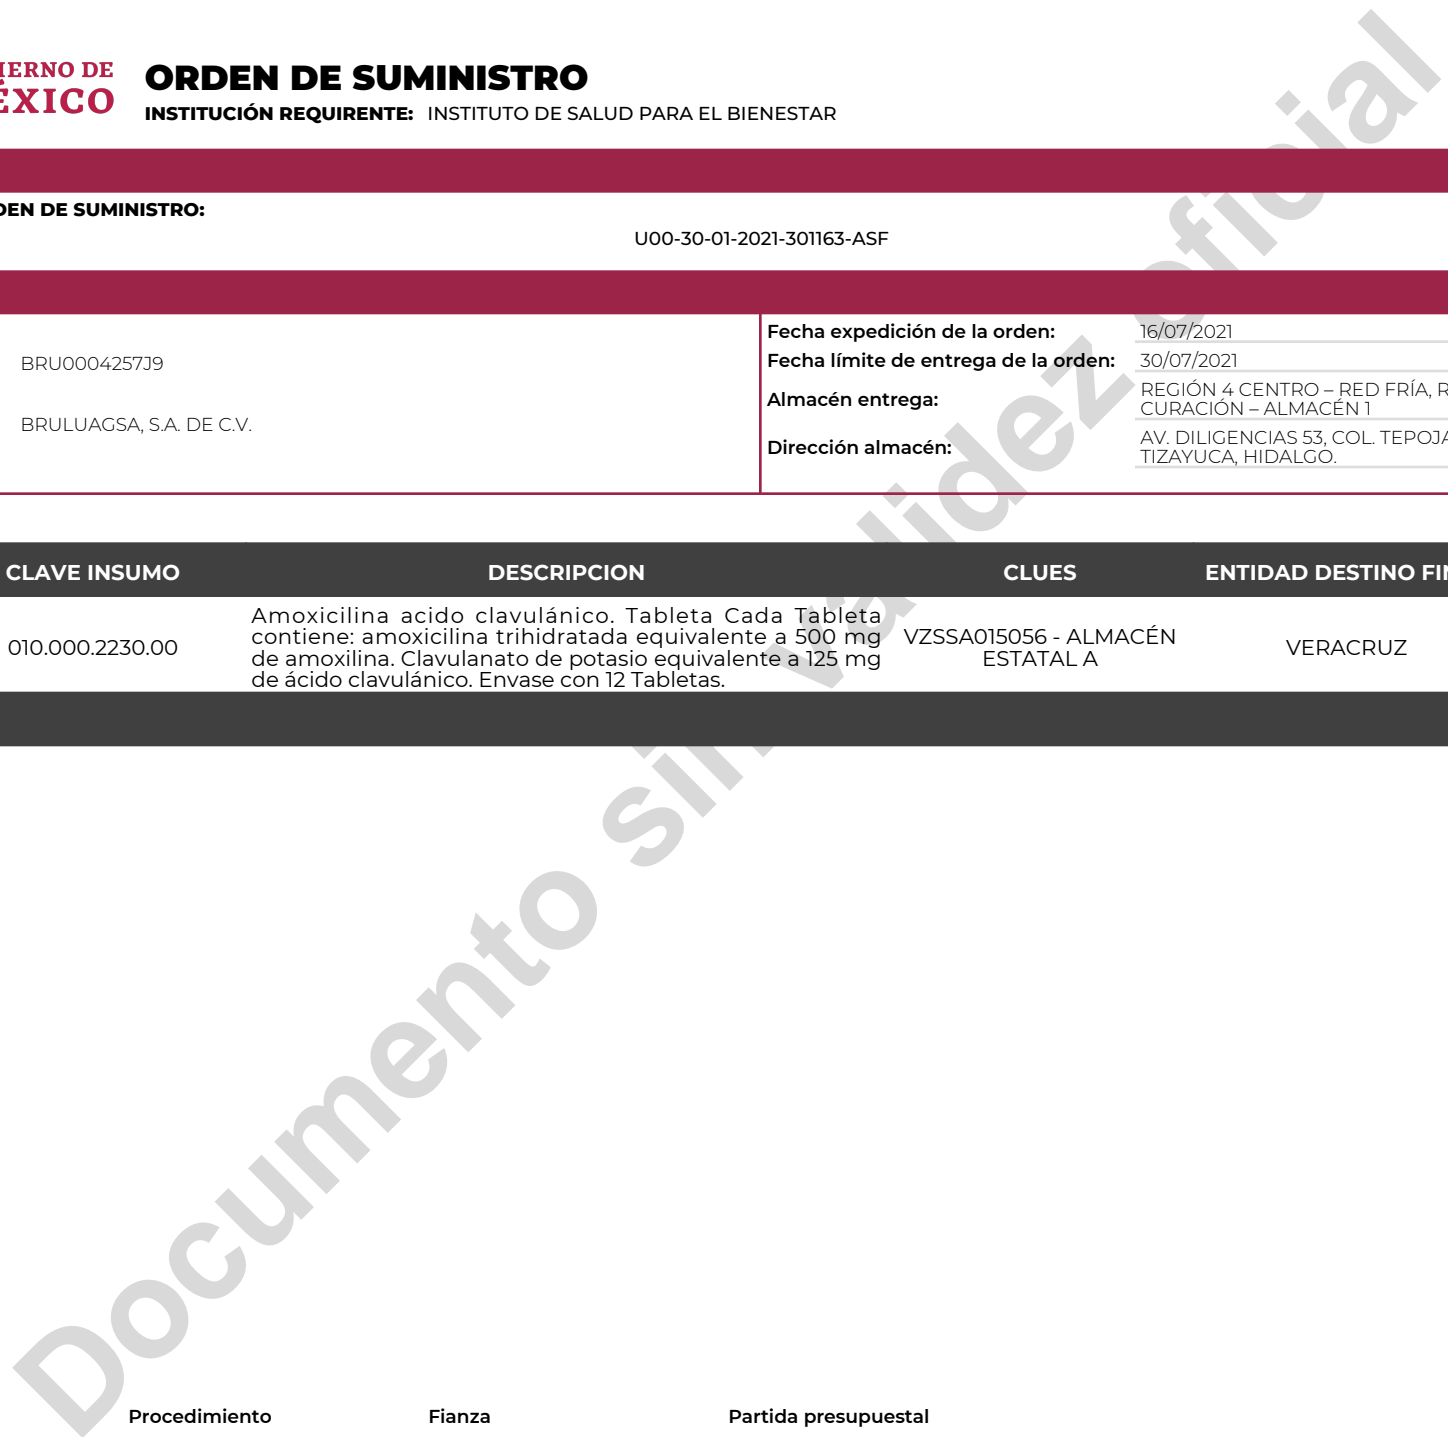 IERNO DE
ÉXICO
ORDEN DE SUMINISTRO
INSTITUCIÓN REQUIRENTE: INSTITUTO DE SALUD PARA EL BIENESTAR
DEN DE SUMINISTRO:
U00-30-01-2021-301163-ASF
BRU0004257J9
BRULUAGSA, S.A. DE C.V.
Fecha expedición de la orden: 16/07/2021
Fecha límite de entrega de la orden: 30/07/2021
Almacén entrega: REGIÓN 4 CENTRO – RED FRÍA, R
CURACIÓN – ALMACÉN 1
Dirección almacén: AV. DILIGENCIAS 53, COL. TEPOJA
TIZAYUCA, HIDALGO.
CLAVE INSUMO DESCRIPCION CLUES ENTIDAD DESTINO FIN
010.000.2230.00
Amoxicilina acido clavulánico. Tableta Cada Tableta
contiene: amoxicilina trihidratada equivalente a 500 mg
de amoxilina. Clavulanato de potasio equivalente a 125 mg
de ácido clavulánico. Envase con 12 Tabletas.
VZSSA015056 - ALMACÉN
ESTATAL A
VERACRUZ
Documento sin validez oficial
Procedimiento Fianza Partida presupuestal